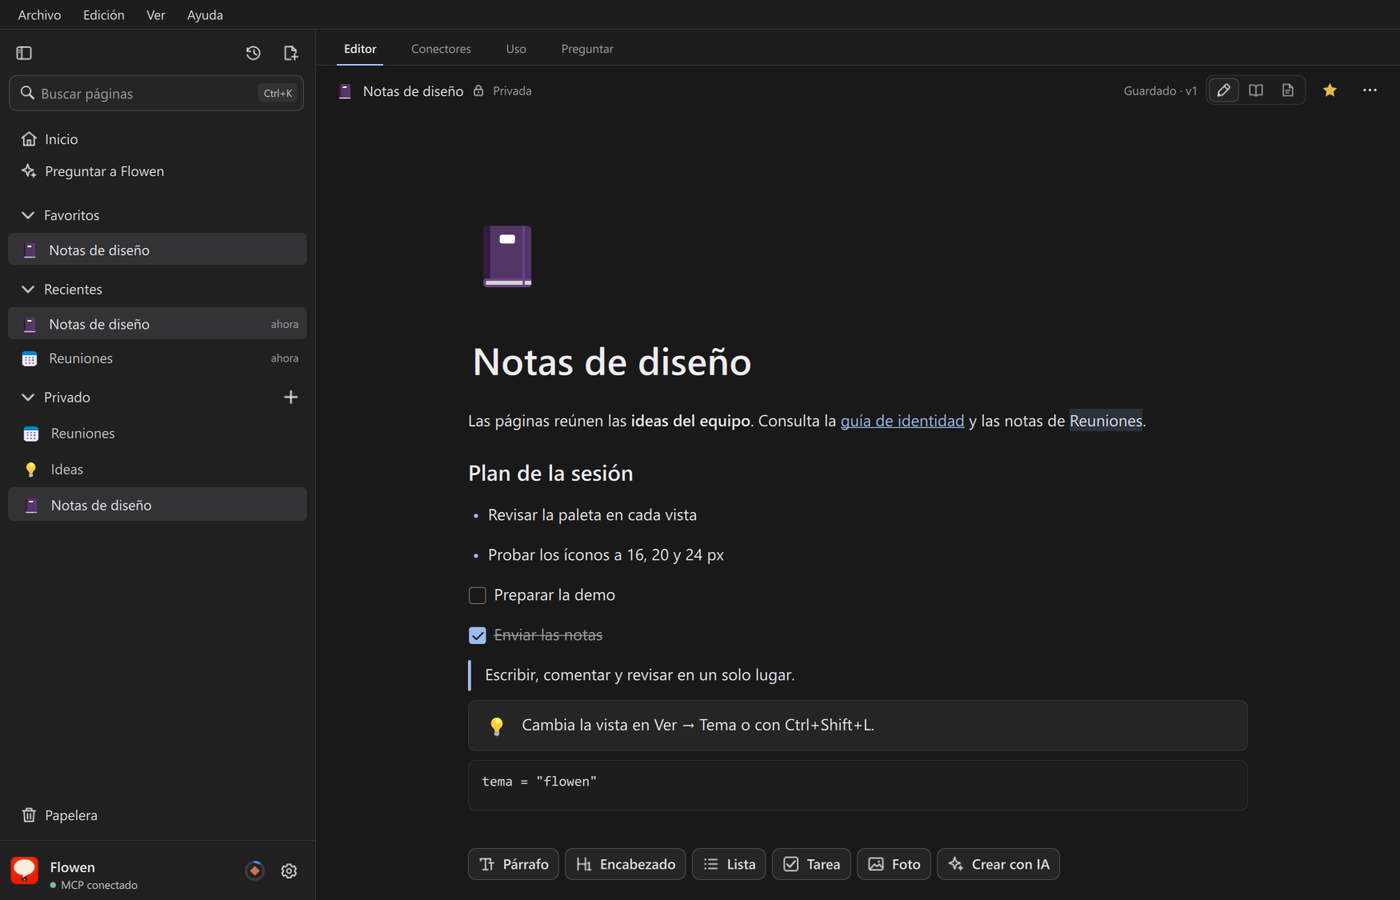 Archivo Edición Ver Ayuda
Buscar páginas Ctrl+K
Inicio
Preguntar a Flowen
Favoritos
Notas de diseño
Recientes
Notas de diseño ahora
Reuniones ahora
Privado
Reuniones
Ideas
Notas de diseño
Papelera
Flowen
MCP conectado
Editor Conectores Uso Preguntar
Notas de diseño Privada Guardado · v1
Notas de diseño
Las páginas reúnen las ideas del equipo. Consulta la guía de identidad y las notas de Reuniones.
Plan de la sesión
• Revisar la paleta en cada vista
• Probar los íconos a 16, 20 y 24 px
Preparar la demo
Enviar las notas
Escribir, comentar y revisar en un solo lugar.
Cambia la vista en Ver → Tema o con Ctrl+Shift+L.
tema = "flowen"
Párrafo Encabezado Lista Tarea Foto Crear con IA